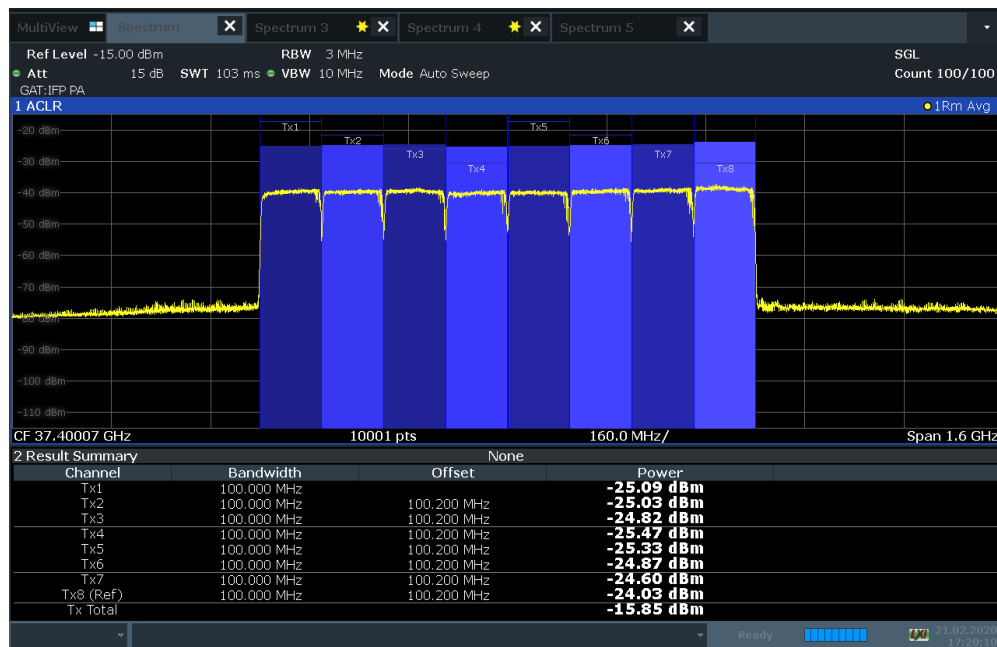 MultiView Spectrum X Spectrum 3 X Spectrum 4 X Spectrum 5 X
Ref Level -15.00 dBm RBW 3 MHz SGL
Att 15 dB SWT 103 ms VBW 10 MHz Mode Auto Sweep Count 100/100
GAT:IFP PA
1 ACLR 1Rm Avg
-20 dBm Tx1 Tx5
Tx2 Tx6
-30 dBm Tx3 Tx7
Tx4 Tx8
-40 dBm
-50 dBm
-60 dBm
-70 dBm
-80 dBm
-90 dBm
-100 dBm
-110 dBm
CF 37.40007 GHz 10001 pts 160.0 MHz/ Span 1.6 GHz
2 Result Summary None
Channel Bandwidth Offset Power
Tx1 100.000 MHz -25.09 dBm
Tx2 100.000 MHz 100.200 MHz -25.03 dBm
Tx3 100.000 MHz 100.200 MHz -24.82 dBm
Tx4 100.000 MHz 100.200 MHz -25.47 dBm
Tx5 100.000 MHz 100.200 MHz -25.33 dBm
Tx6 100.000 MHz 100.200 MHz -24.87 dBm
Tx7 100.000 MHz 100.200 MHz -24.60 dBm
Tx8 (Ref) 100.000 MHz 100.200 MHz -24.03 dBm
Tx Total -15.85 dBm
Ready LXI 21.02.2020
17:20:10